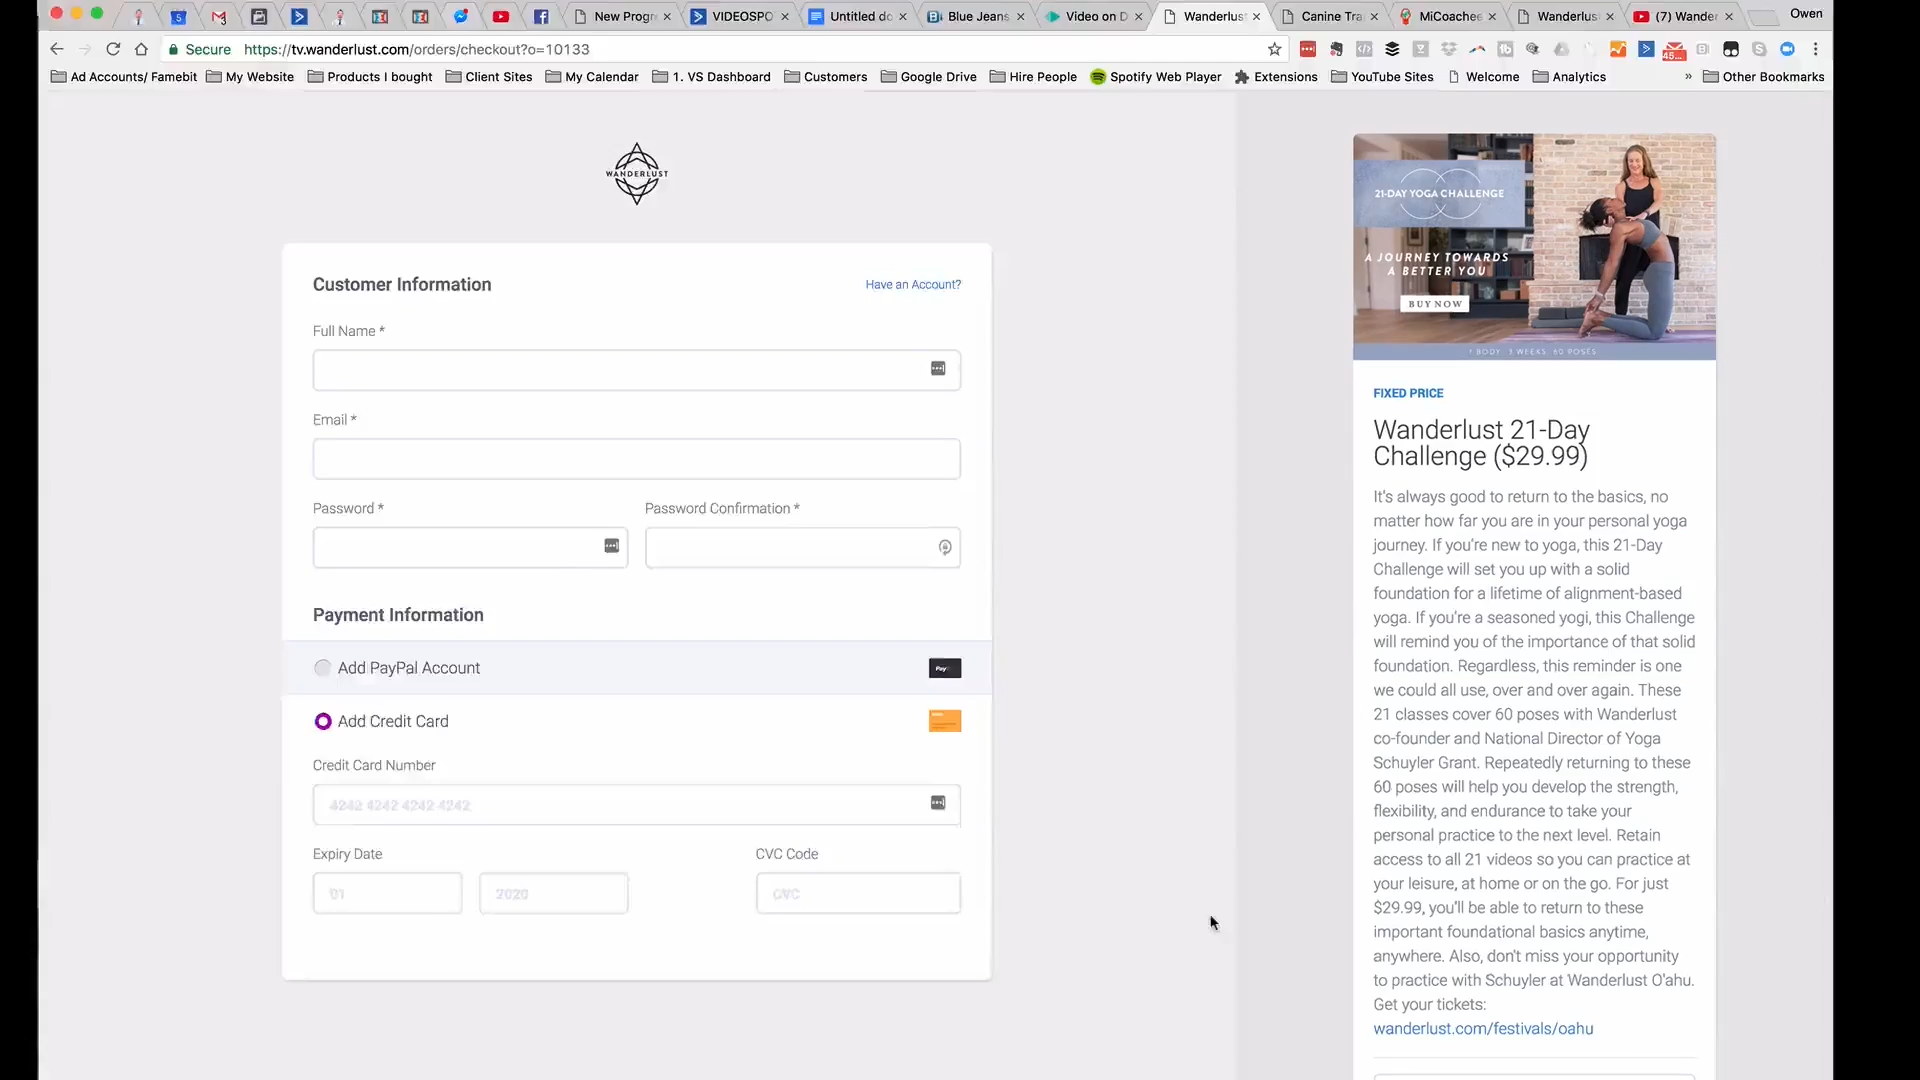 New Progr
VIDEOSPO
Untitled do
Blue Jeans
Video on D
Wanderlust
Canine Tra
MiCoachee
Wanderlus
(7) Wander
Owen
Secure
https://tv.wanderlust.com/orders/checkout?o=10133
45...
Ad Accounts/ Famebit
My Website
Products I bought
Client Sites
My Calendar
1. VS Dashboard
Customers
Google Drive
Hire People
Spotify Web Player
Extensions
YouTube Sites
Welcome
Analytics
»
Other Bookmarks
WANDERLUST
Customer Information
Have an Account?
Full Name *
Email *
Password *
Password Confirmation *
Payment Information
Add PayPal Account
Pay
Add Credit Card
Credit Card Number
4242 4242 4242 4242
Expiry Date
CVC Code
01
2020
CVC
21-DAY YOGA CHALLENGE
A JOURNEY TOWARDS
A BETTER YOU
BUY NOW
1 BODY. 3 WEEKS. 60 POSES.
FIXED PRICE
Wanderlust 21-Day
Challenge ($29.99)
It's always good to return to the basics, no
matter how far you are in your personal yoga
journey. If you're new to yoga, this 21-Day
Challenge will set you up with a solid
foundation for a lifetime of alignment-based
yoga. If you're a seasoned yogi, this Challenge
will remind you of the importance of that solid
foundation. Regardless, this reminder is one
we could all use, over and over again. These
21 classes cover 60 poses with Wanderlust
co-founder and National Director of Yoga
Schuyler Grant. Repeatedly returning to these
60 poses will help you develop the strength,
flexibility, and endurance to take your
personal practice to the next level. Retain
access to all 21 videos so you can practice at
your leisure, at home or on the go. For just
$29.99, you'll be able to return to these
important foundational basics anytime,
anywhere. Also, don't miss your opportunity
to practice with Schuyler at Wanderlust O'ahu.
Get your tickets:
wanderlust.com/festivals/oahu